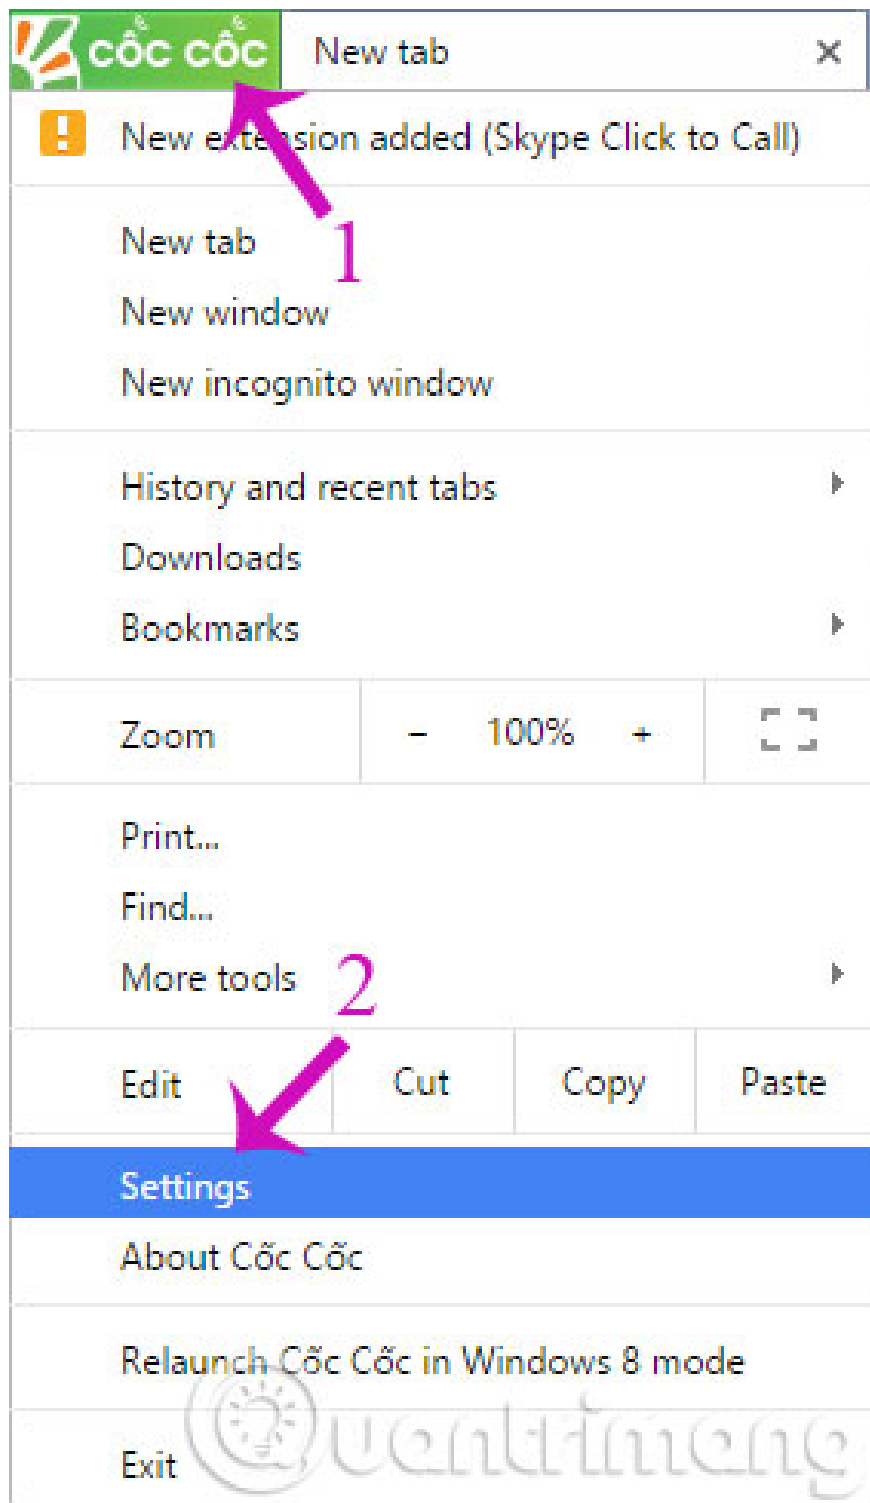 cốc cốc New tab
New extension added (Skype Click to Call)
1
New tab
New window
New incognito window
History and recent tabs
Downloads
Bookmarks
Zoom − 100% +
Print...
Find...
More tools
2
Edit Cut Copy Paste
Settings
About Cốc Cốc
Relaunch Cốc Cốc in Windows 8 mode
Exit
Quantrimang